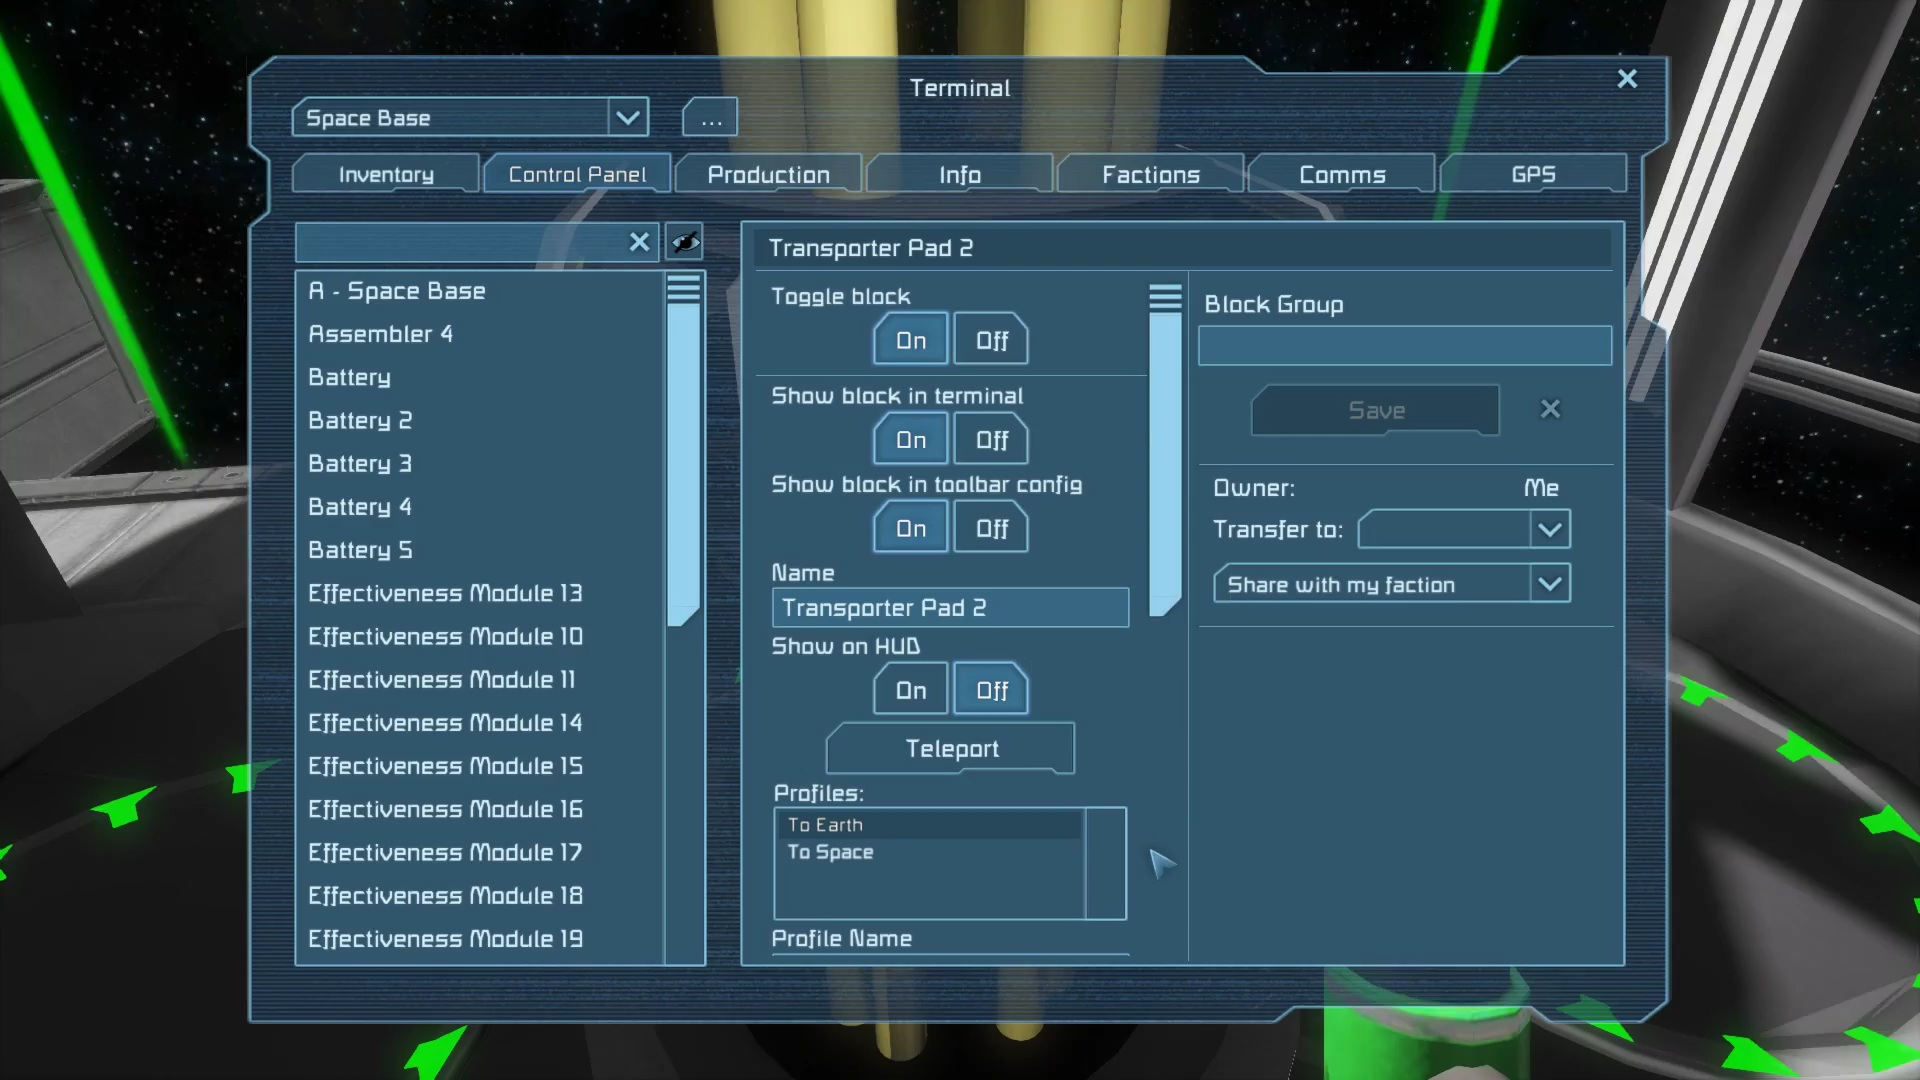 Terminal
Space Base
...
Inventory
Control Panel
Production
Info
Factions
Comms
GPS
A - Space Base
Assembler 4
Battery
Battery 2
Battery 3
Battery 4
Battery 5
Effectiveness Module 13
Effectiveness Module 10
Effectiveness Module 11
Effectiveness Module 14
Effectiveness Module 15
Effectiveness Module 16
Effectiveness Module 17
Effectiveness Module 18
Effectiveness Module 19
Transporter Pad 2
Toggle block
On Off
Show block in terminal
On Off
Show block in toolbar config
On Off
Name
Transporter Pad 2
Show on HUD
On Off
Teleport
Profiles:
To Earth
To Space
Profile Name
Block Group
Save
Owner: Me
Transfer to:
Share with my faction